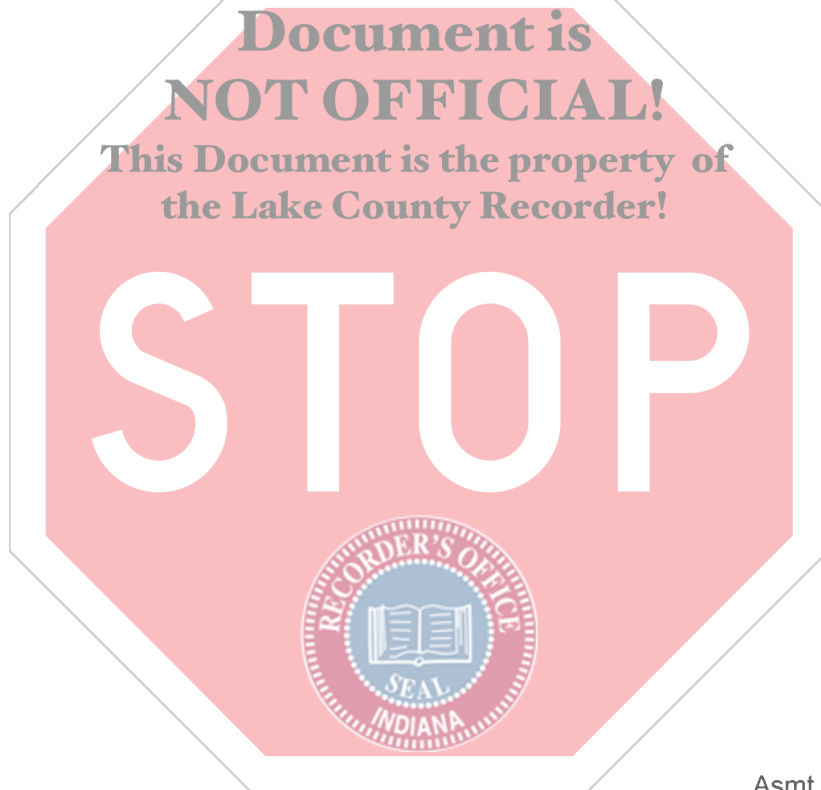 Document is
NOT OFFICIAL!
This Document is the property of
the Lake County Recorder!
STOP
RECORDER'S OFFICE
SEAL
INDIANA
Asmt